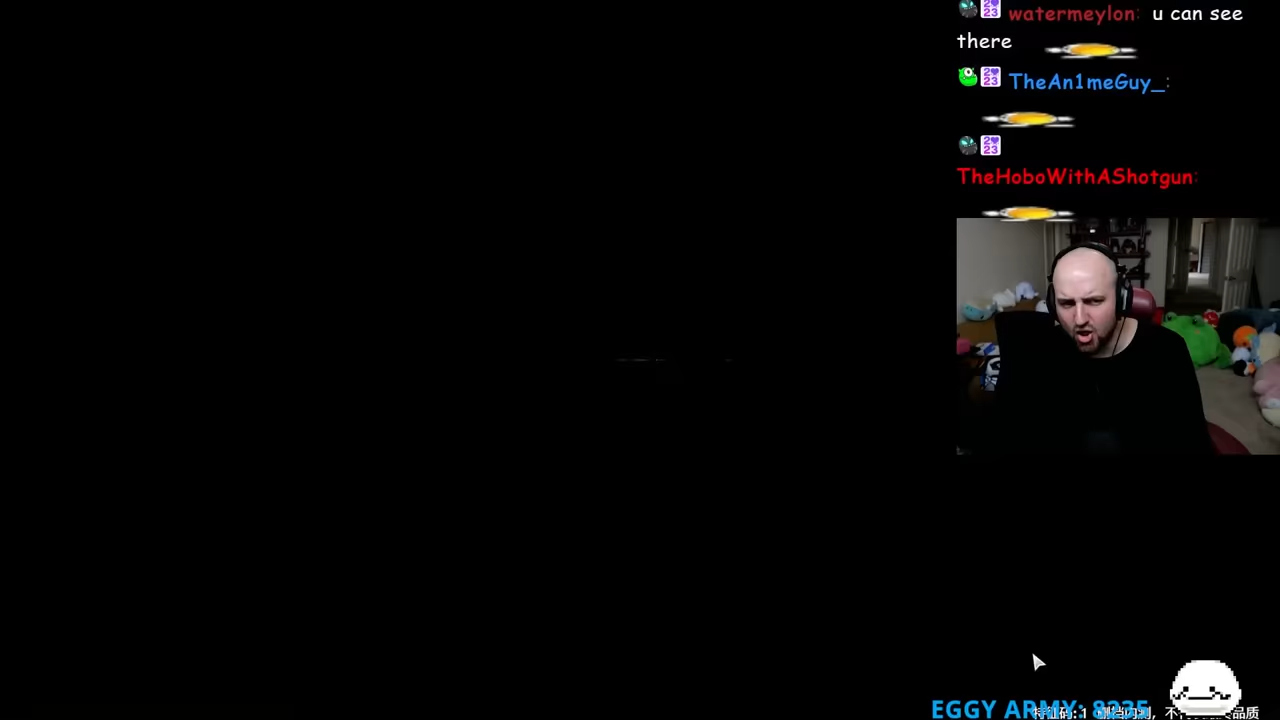 watermeylon: u can see
there
TheAn1meGuy_:
TheHoboWithAShotgun:
EGGY ARMY: 8235